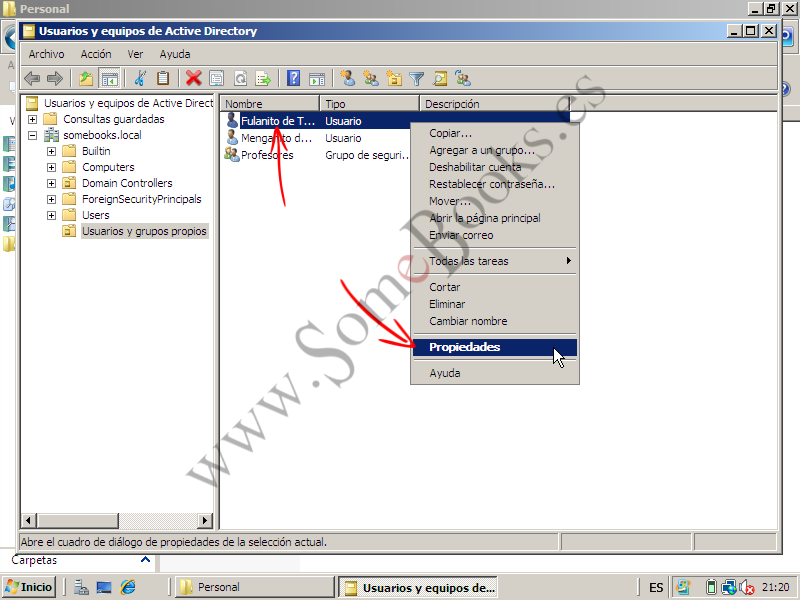 Personal
Usuarios y equipos de Active Directory
Archivo Acción Ver Ayuda
Usuarios y equipos de Active Direct
Consultas guardadas
somebooks.local
Builtin
Computers
Domain Controllers
ForeignSecurityPrincipals
Users
Usuarios y grupos propios
Nombre Tipo Descripción
Fulanito de T... Usuario
Menganito d... Usuario
Profesores Grupo de seguri...
Copiar...
Agregar a un grupo...
Deshabilitar cuenta
Restablecer contraseña...
Mover...
Abrir la página principal
Enviar correo
Todas las tareas
Cortar
Eliminar
Cambiar nombre
Propiedades
Ayuda
www.SomeBooks.es
Abre el cuadro de diálogo de propiedades de la selección actual.
Carpetas
Inicio Personal Usuarios y equipos de... ES 21:20